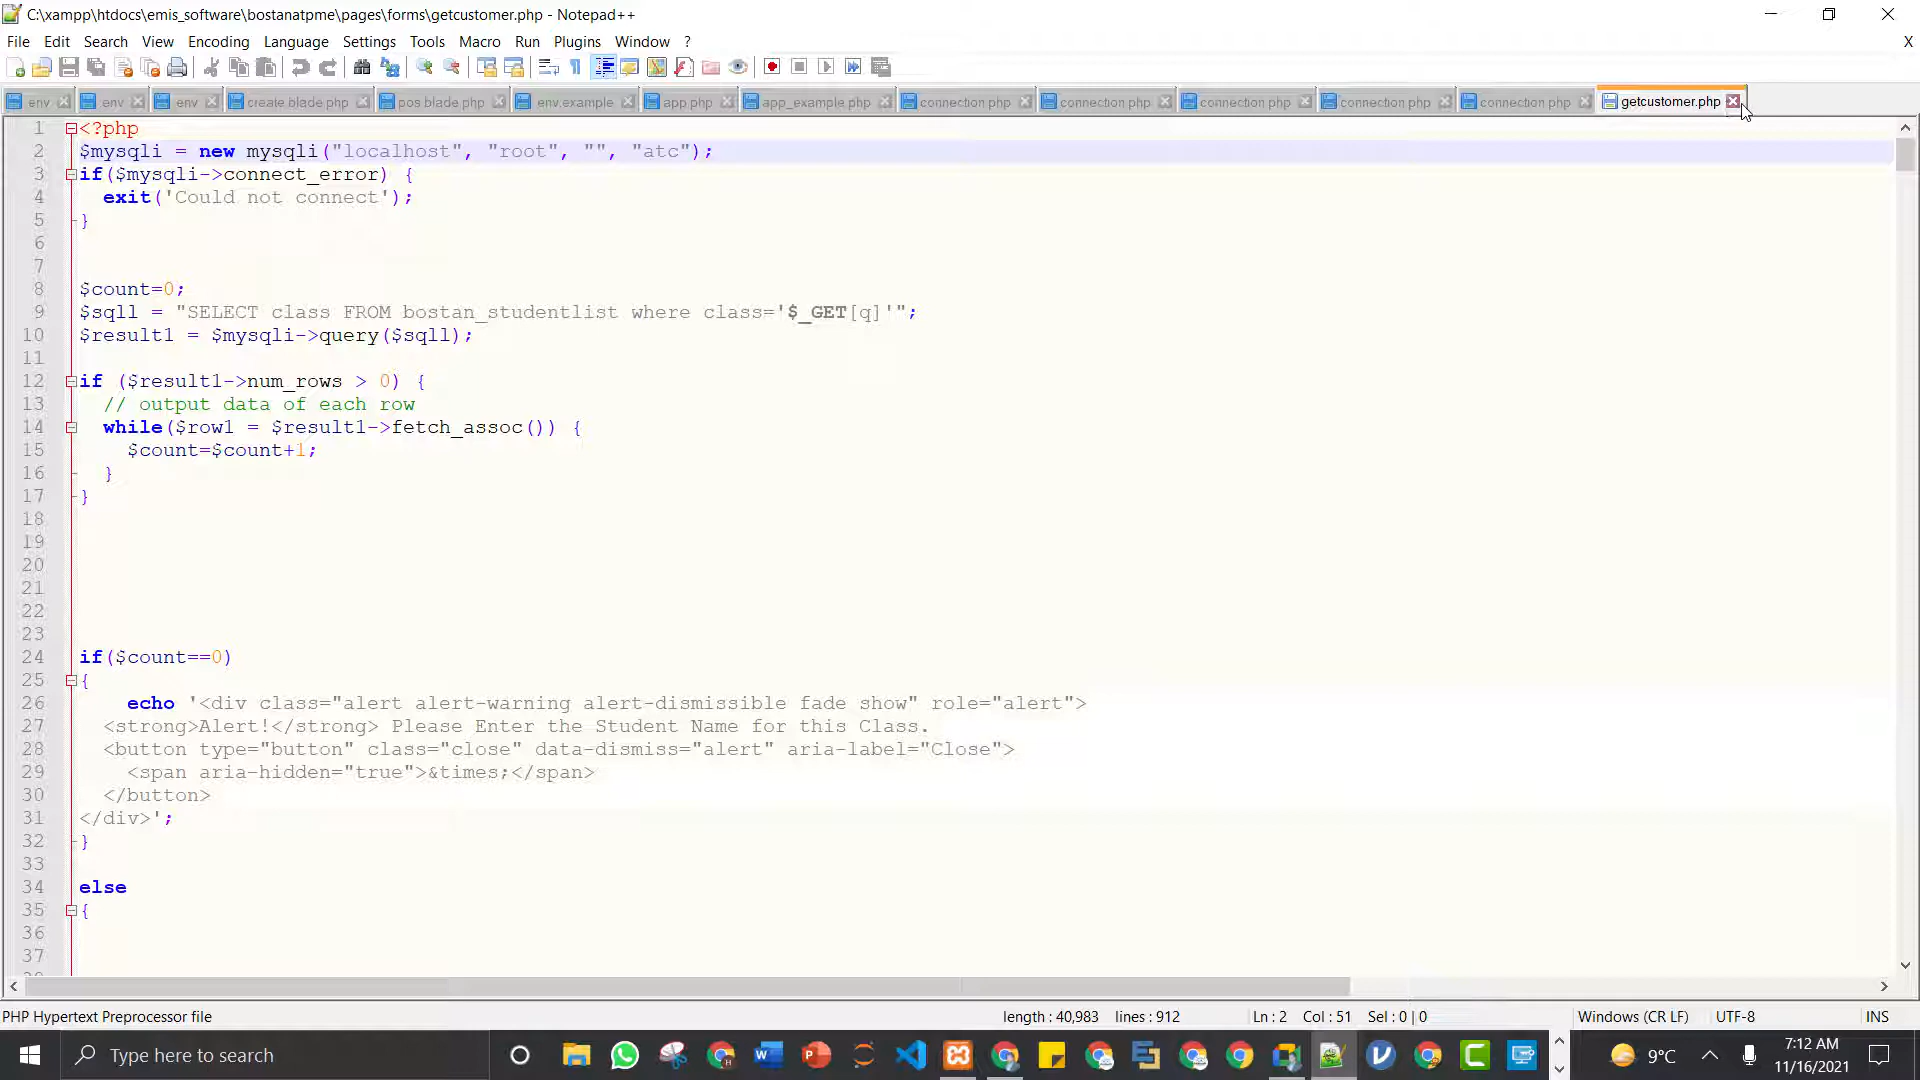 C:\xampp\htdocs\emis_software\bostanatpme\pages\forms\getcustomer.php - Notepad++
File Edit Search View Encoding Language Settings Tools Macro Run Plugins Window ? X
env env env create blade php pos blade php env.example app.php app_example.php connection.php connection.php connection.php connection.php connection.php getcustomer.php
1 <?php
2 $mysqli = new mysqli("localhost", "root", "", "atc");
3 if($mysqli->connect_error) {
4 exit('Could not connect');
5 }
6
7
8 $count=0;
9 $sqll = "SELECT class FROM bostan_studentlist where class='$_GET[q]'";
10 $result1 = $mysqli->query($sqll);
11
12 if ($result1->num_rows > 0) {
13 // output data of each row
14 while($row1 = $result1->fetch_assoc()) {
15 $count=$count+1;
16 }
17 }
18
19
20
21
22
23
24 if($count==0)
25 {
26 echo '<div class="alert alert-warning alert-dismissible fade show" role="alert">
27 <strong>Alert!</strong> Please Enter the Student Name for this Class.
28 <button type="button" class="close" data-dismiss="alert" aria-label="Close">
29 <span aria-hidden="true">&times;</span>
30 </button>
31 </div>';
32 }
33
34 else
35 {
36
37
PHP Hypertext Preprocessor file length : 40,983 lines : 912 Ln : 2 Col : 51 Sel : 0 | 0 Windows (CR LF) UTF-8 INS
Type here to search 9°C 7:12 AM
11/16/2021